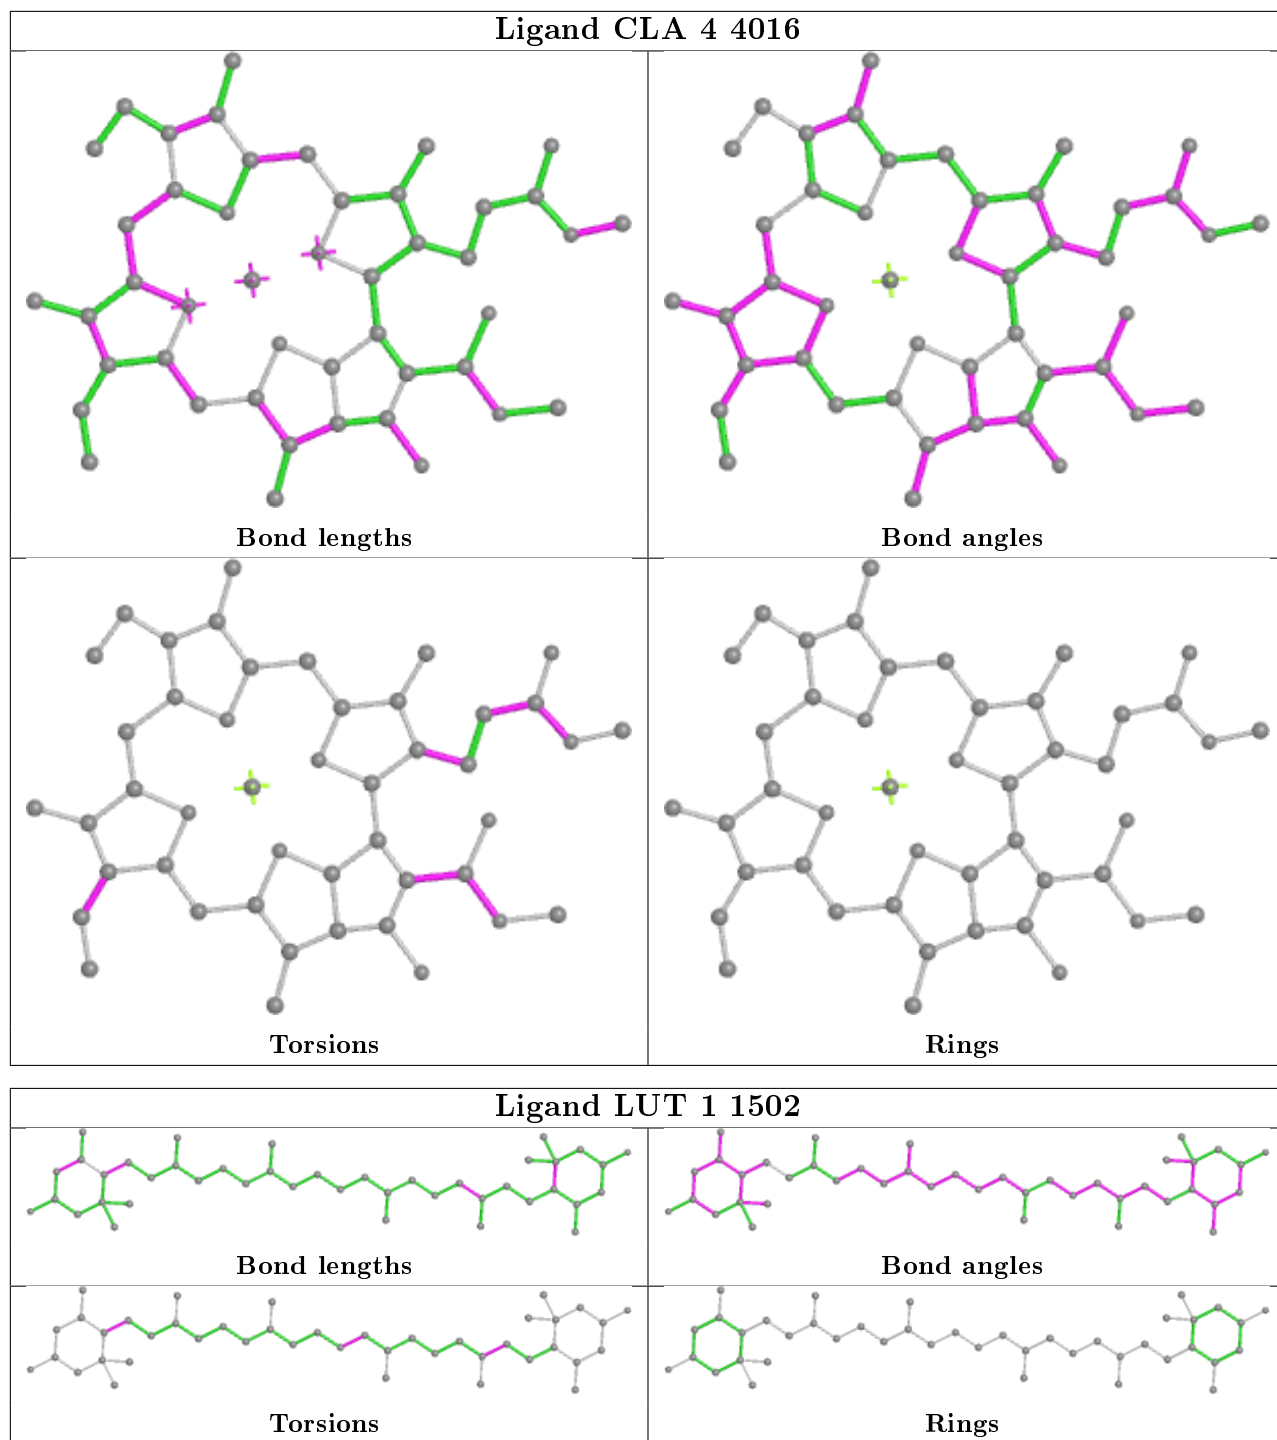 Ligand CLA 4 4016
Bond lengths
Bond angles
Torsions
Rings
Ligand LUT 1 1502
Bond lengths
Bond angles
Torsions
Rings